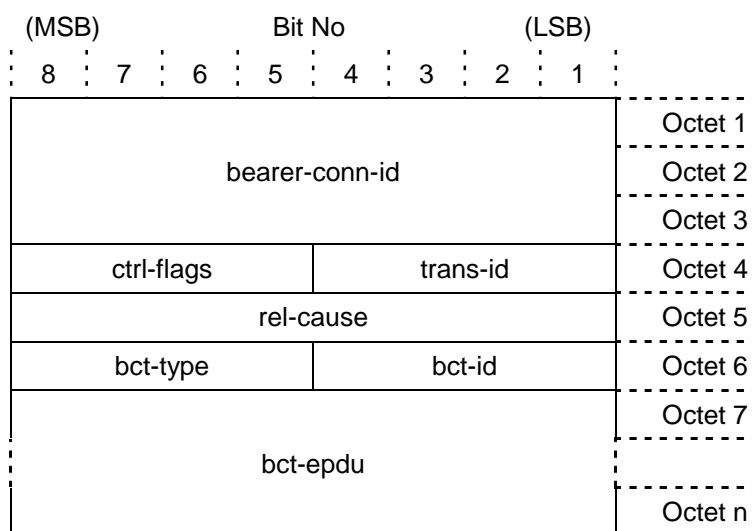 (MSB) Bit No (LSB)
8 7 6 5 4 3 2 1
Octet 1
bearer-conn-id Octet 2
Octet 3
ctrl-flags trans-id Octet 4
rel-cause Octet 5
bct-type bct-id Octet 6
Octet 7
bct-epdu
Octet n